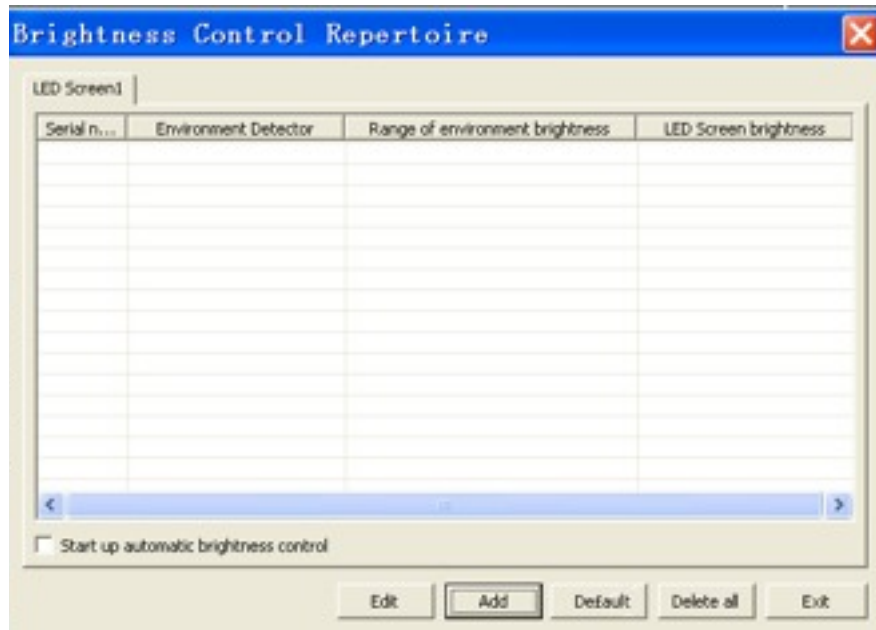 Brightness Control Repertoire
LED Screen1
Serial n... Environment Detector Range of environment brightness LED Screen brightness
Start up automatic brightness control
Edit Add Default Delete all Exit